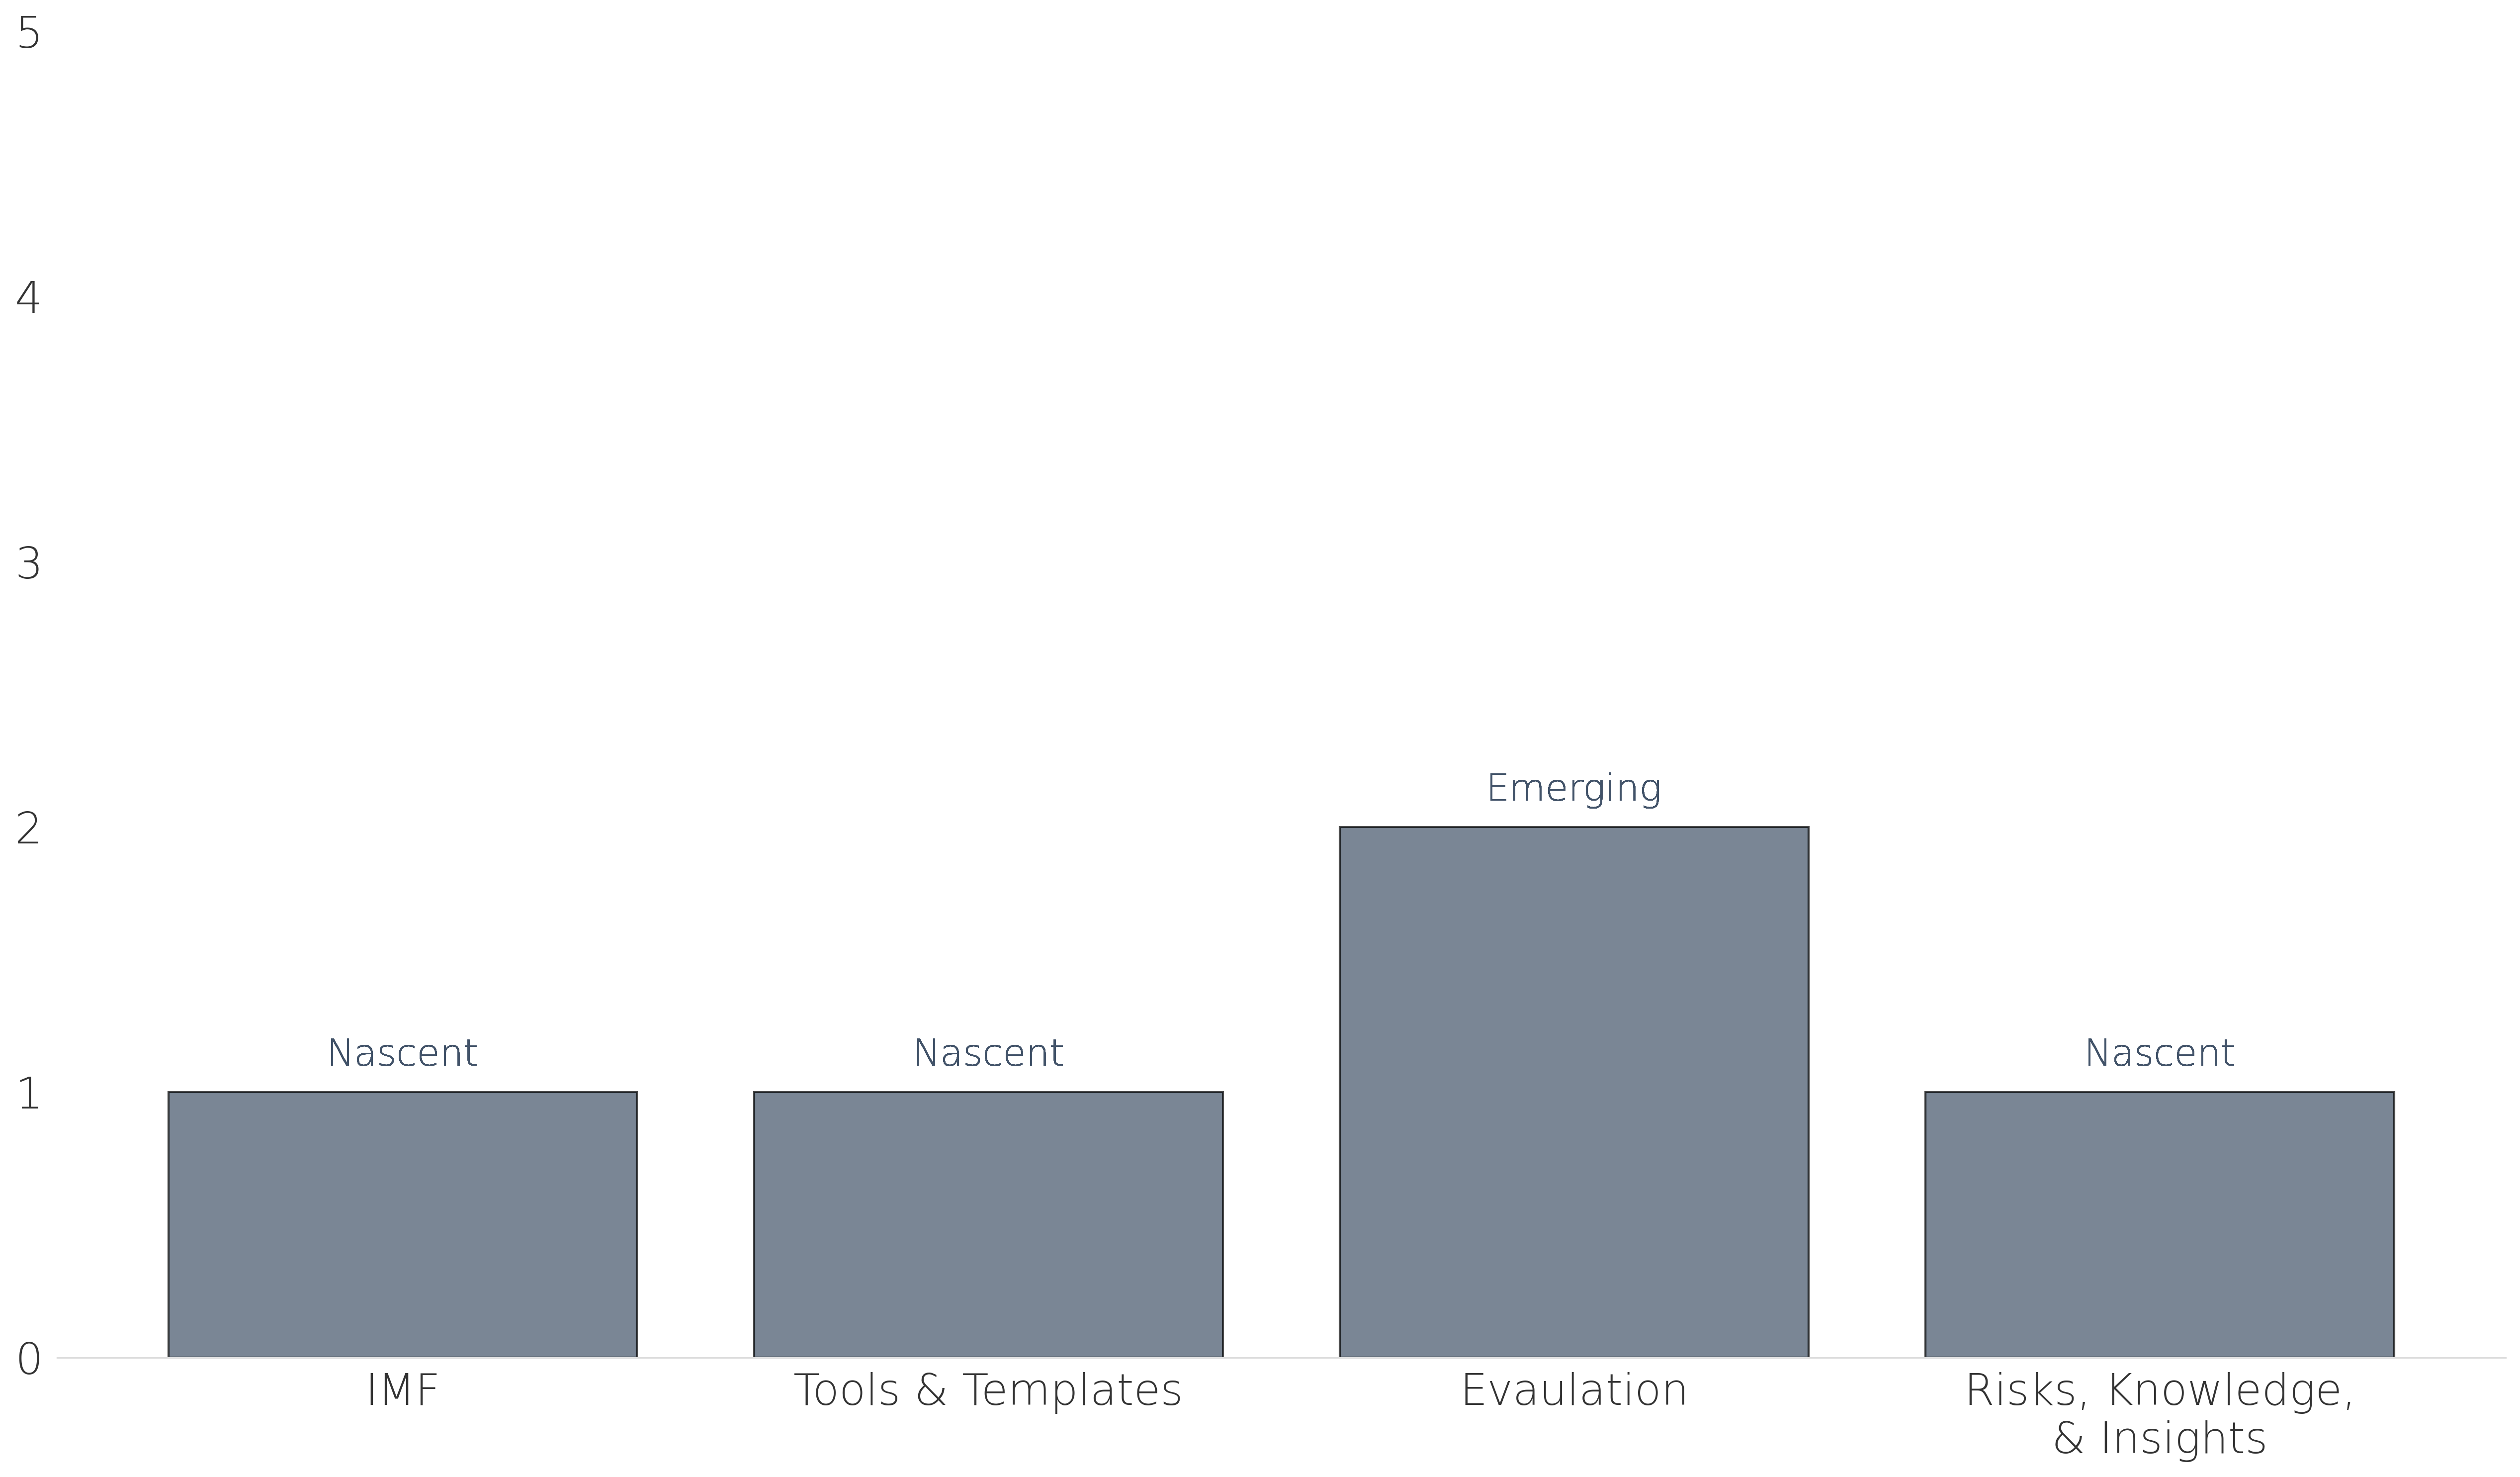 5
4
3
2
1
0
Emerging
Nascent
Nascent
Nascent
IMF
Tools & Templates
Evaulation
Risks, Knowledge,
& Insights